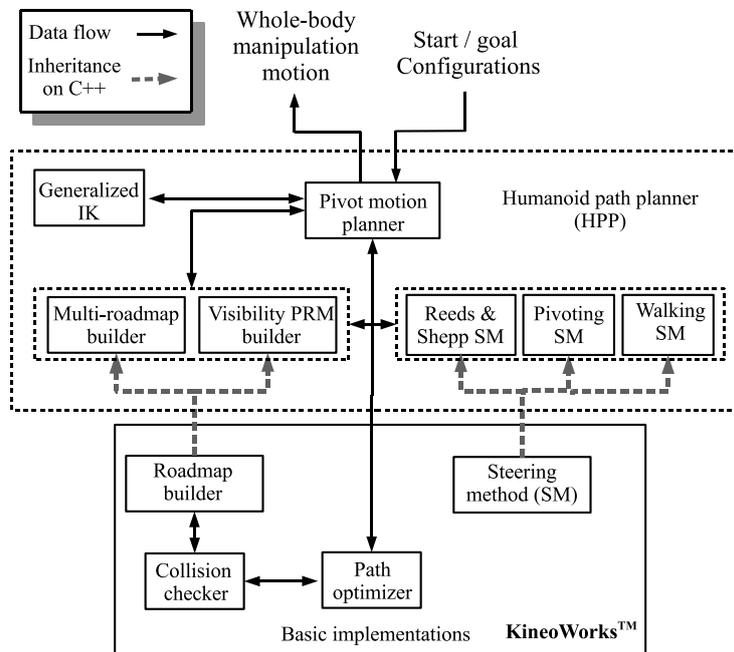 Data flow
Inheritance
on C++
Whole-body
manipulation
motion
Start / goal
Configurations
Generalized
IK
Pivot motion
planner
Humanoid path planner
(HPP)
Multi-roadmap
builder
Visibility PRM
builder
Reeds &
Shepp SM
Pivoting
SM
Walking
SM
Roadmap
builder
Steering
method (SM)
Collision
checker
Path
optimizer
Basic implementations
KineoWorks™